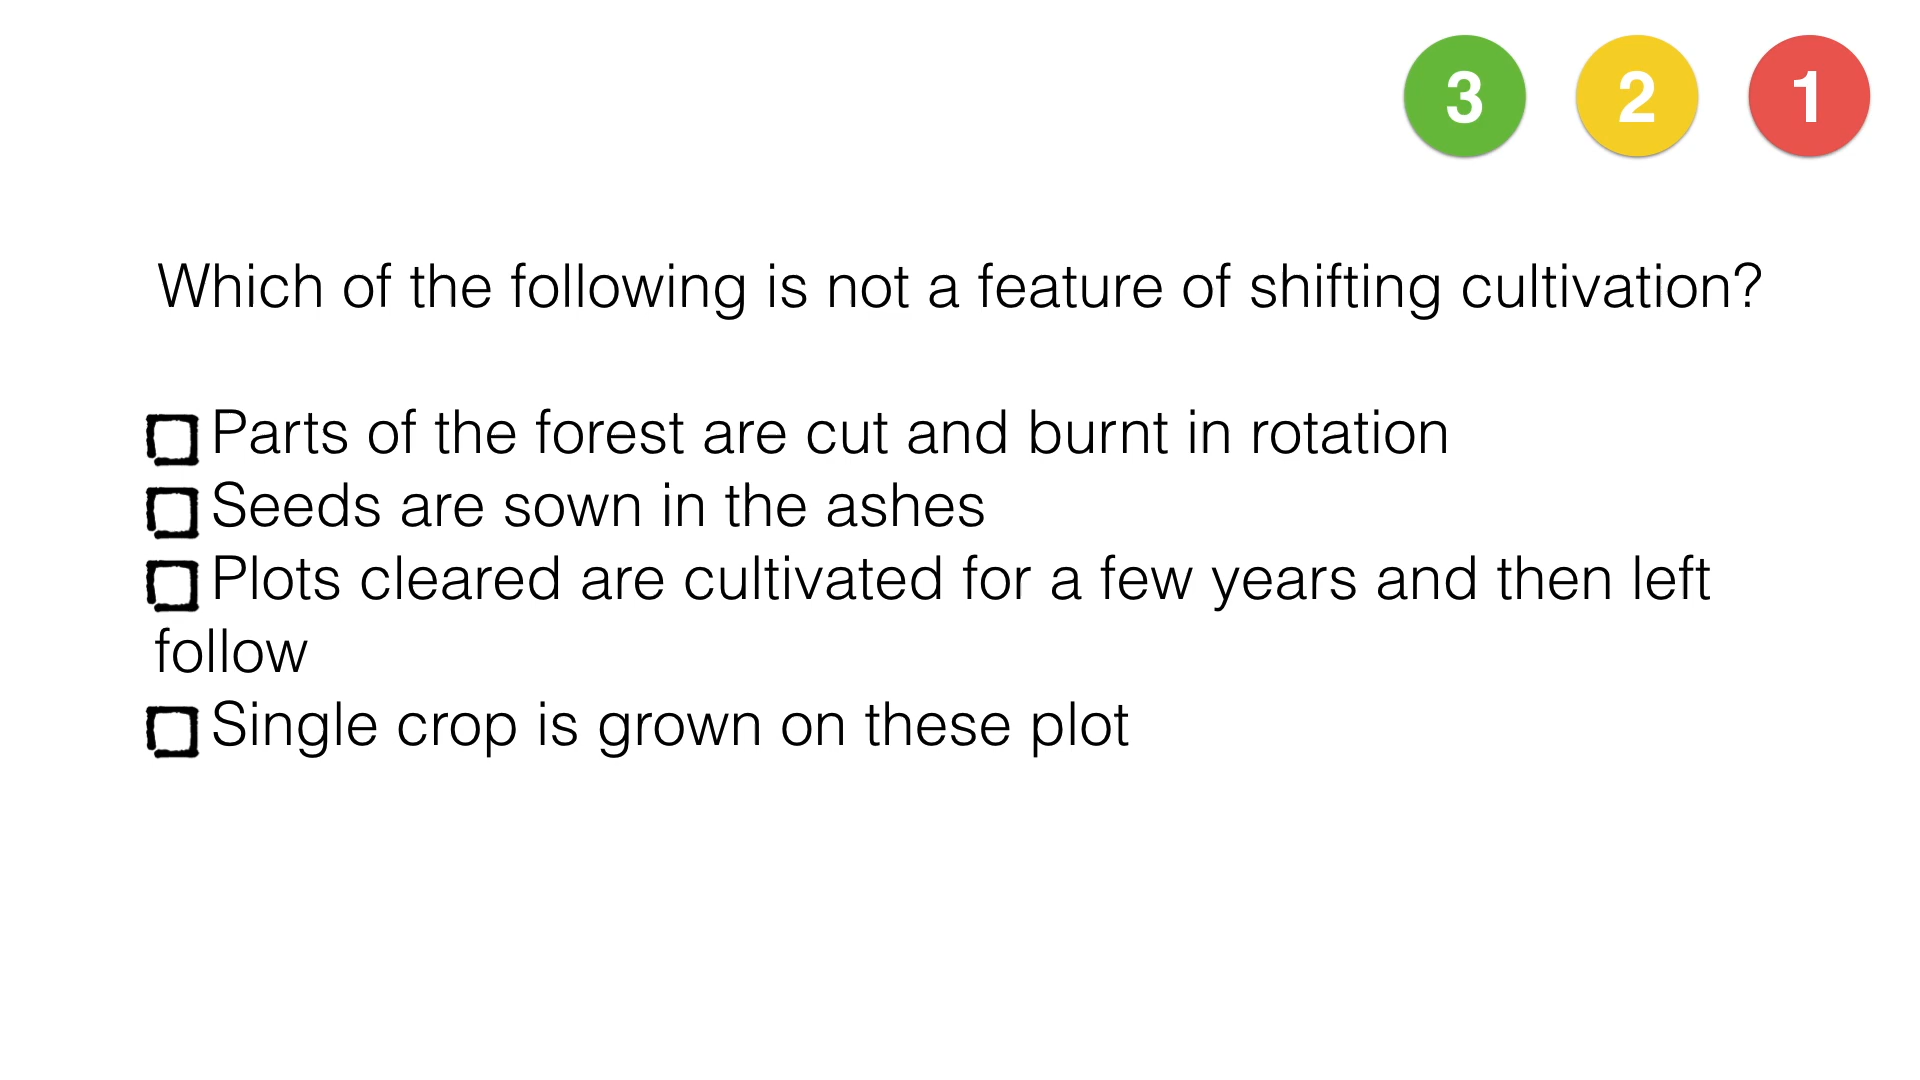 3 2 1
Which of the following is not a feature of shifting cultivation?
Parts of the forest are cut and burnt in rotation
Seeds are sown in the ashes
Plots cleared are cultivated for a few years and then left
follow
Single crop is grown on these plot